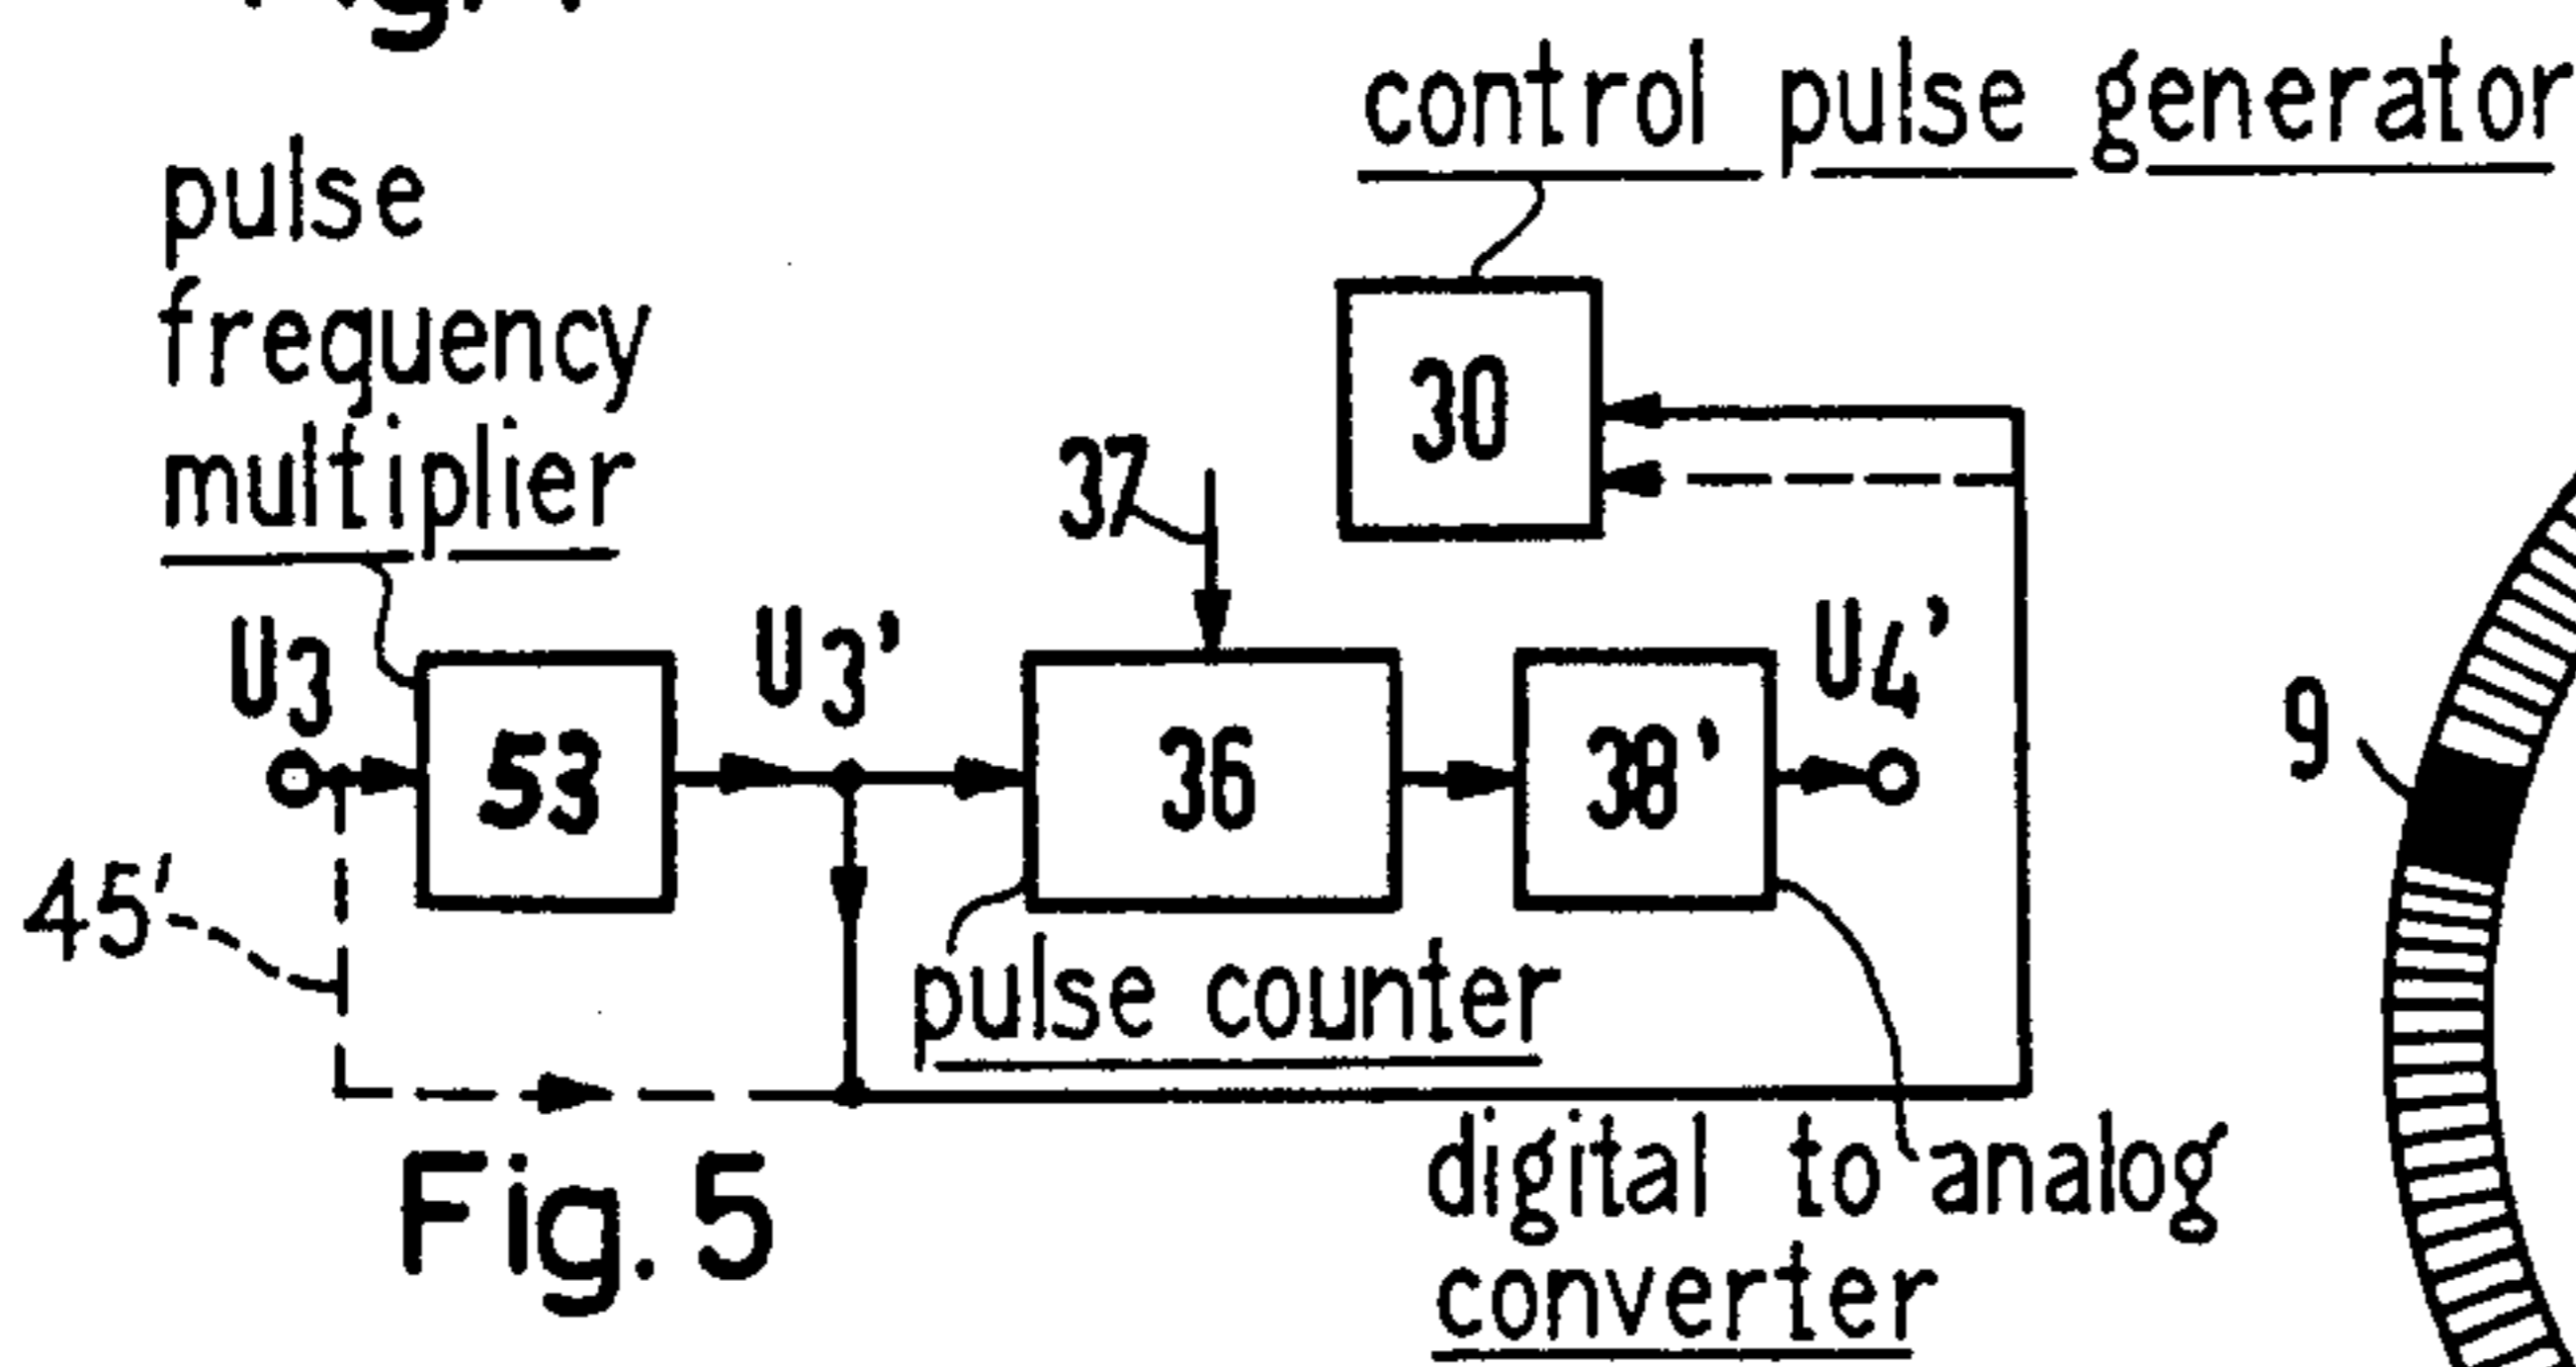 control pulse generator
pulse
frequency
multiplier
30
37
U3
U3'
U4'
53
36
38'
9
45'
pulse counter
digital to analog
converter
Fig. 5